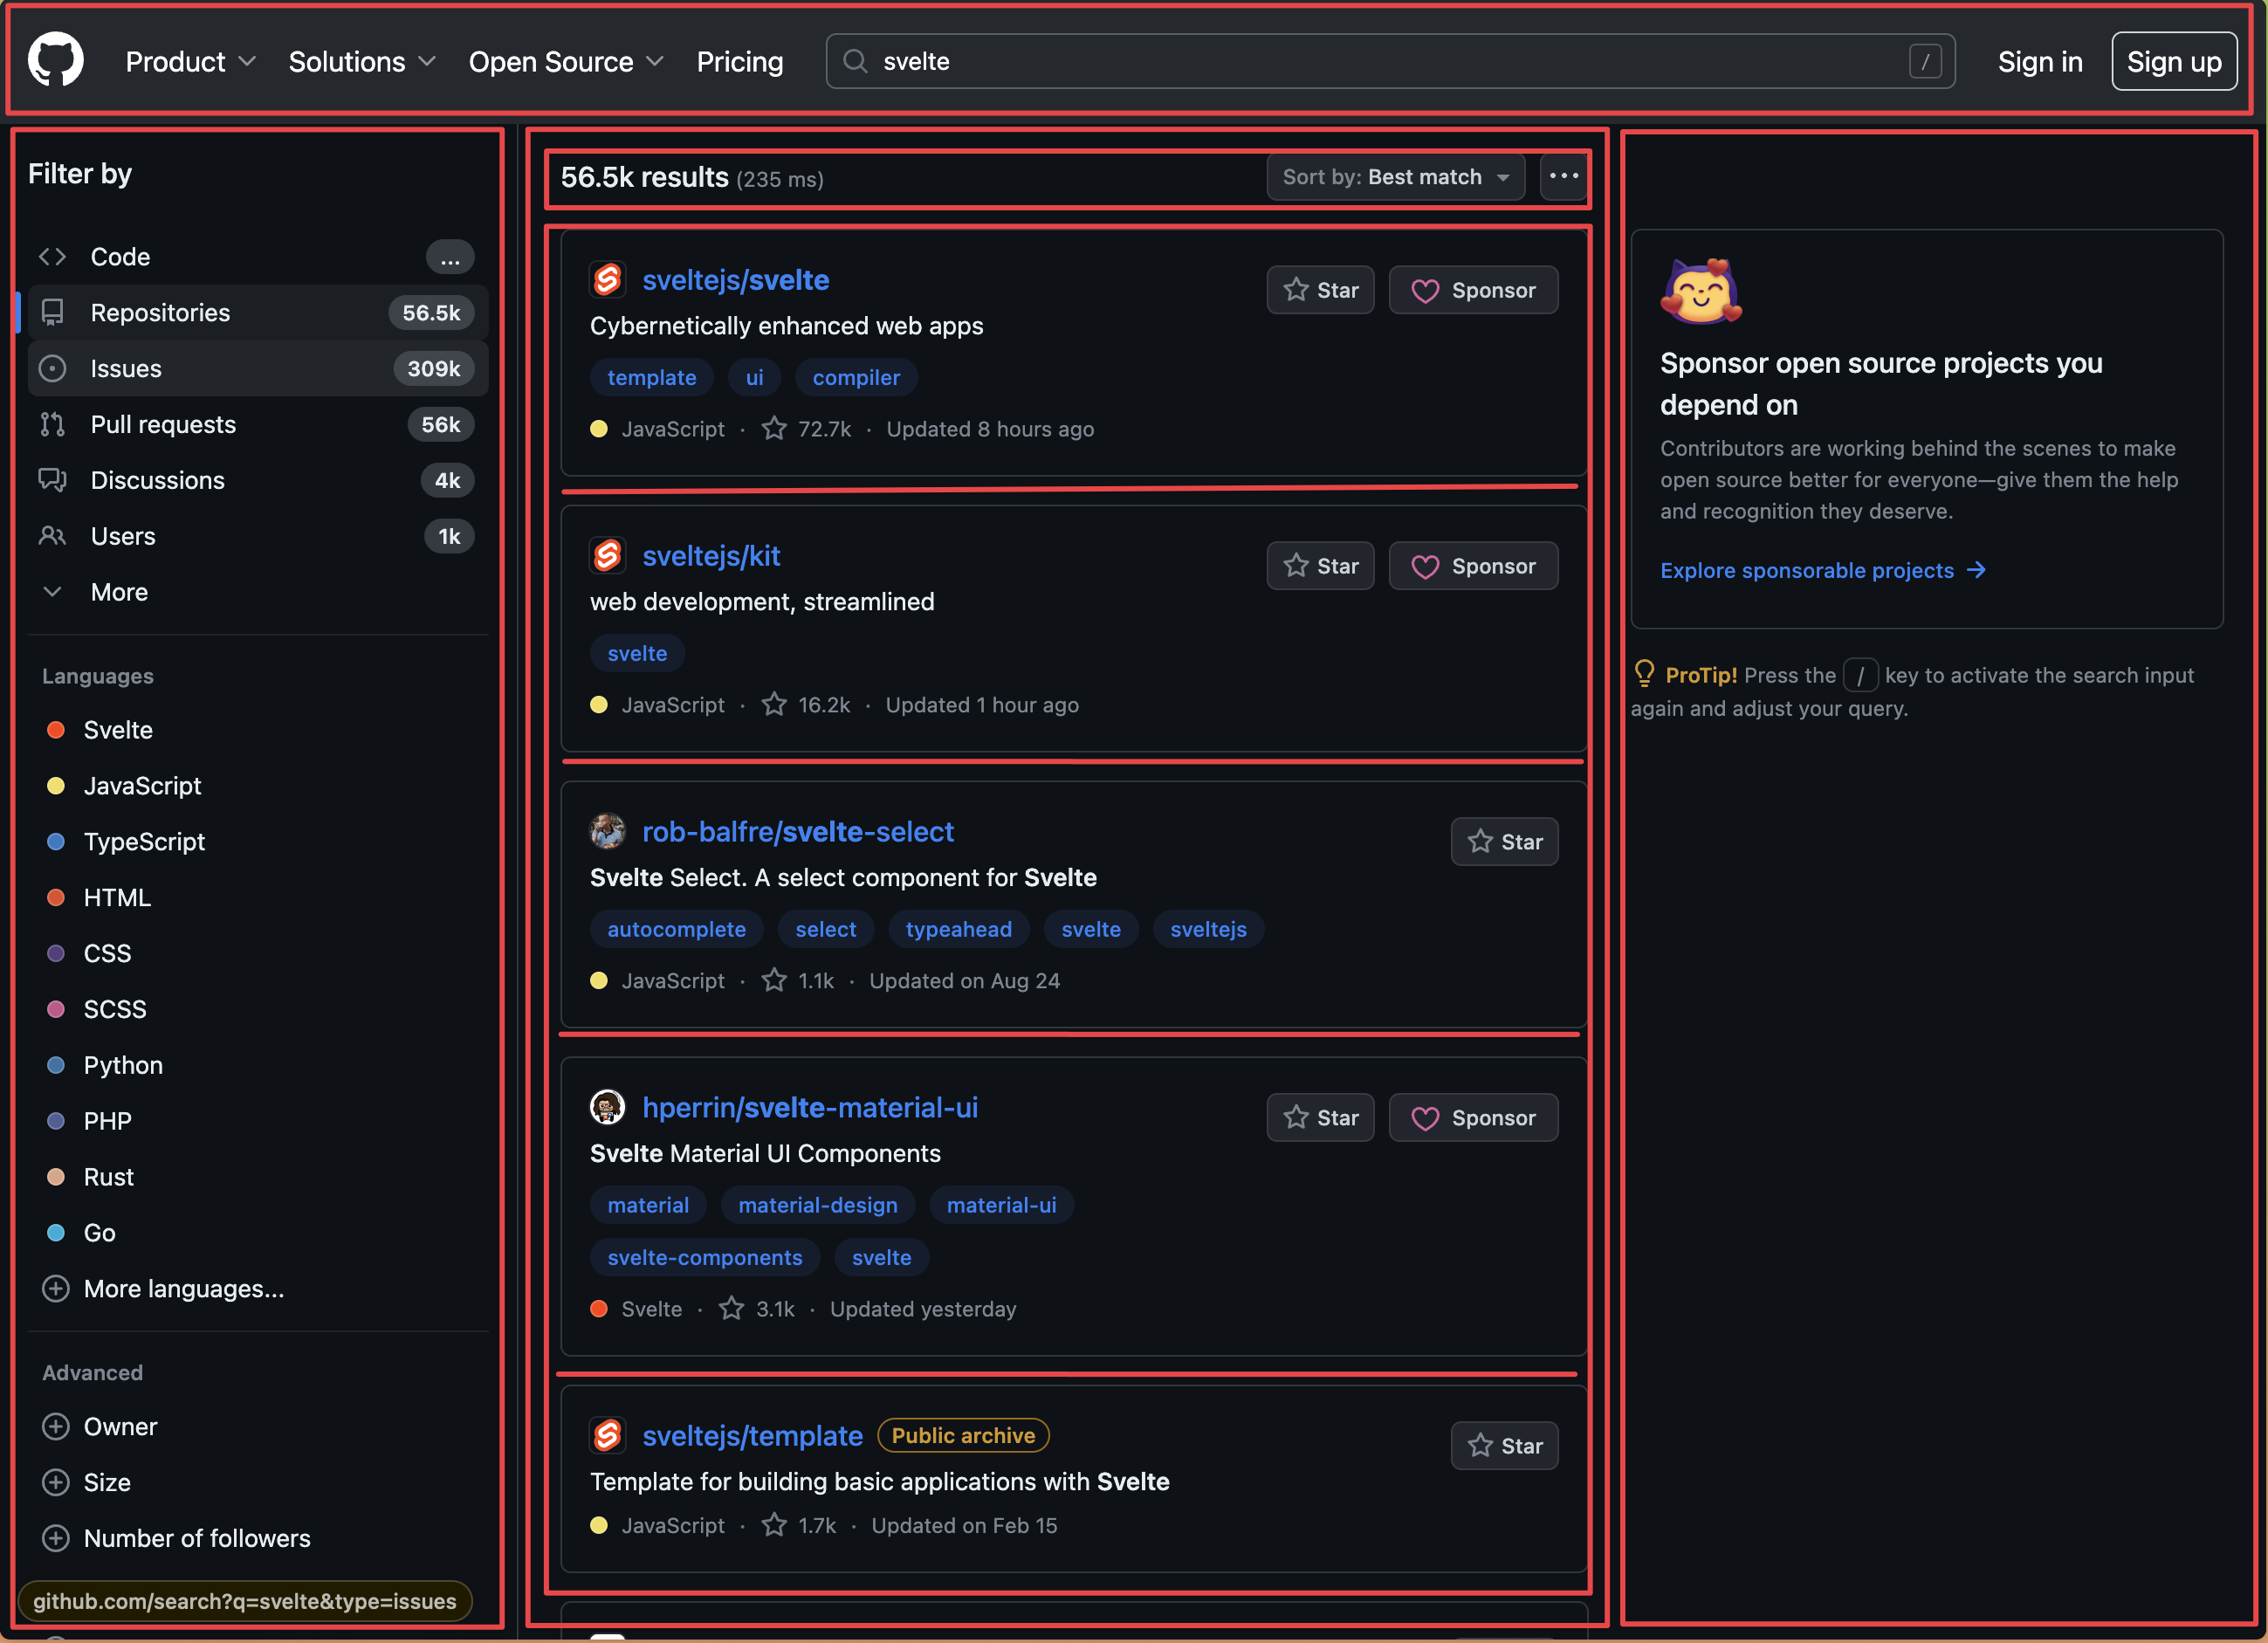 Product Solutions Open Source Pricing svelte / Sign in Sign up
Filter by
Code ...
Repositories 56.5k
Issues 309k
Pull requests 56k
Discussions 4k
Users 1k
More
Languages
Svelte
JavaScript
TypeScript
HTML
CSS
SCSS
Python
PHP
Rust
Go
More languages...
Advanced
Owner
Size
Number of followers
github.com/search?q=svelte&type=issues
56.5k results (235 ms) Sort by: Best match
sveltejs/svelte Star Sponsor
Cybernetically enhanced web apps
template ui compiler
JavaScript · 72.7k · Updated 8 hours ago
sveltejs/kit Star Sponsor
web development, streamlined
svelte
JavaScript · 16.2k · Updated 1 hour ago
rob-balfre/svelte-select Star
Svelte Select. A select component for Svelte
autocomplete select typeahead svelte sveltejs
JavaScript · 1.1k · Updated on Aug 24
hperrin/svelte-material-ui Star Sponsor
Svelte Material UI Components
material material-design material-ui
svelte-components svelte
Svelte · 3.1k · Updated yesterday
sveltejs/template Public archive Star
Template for building basic applications with Svelte
JavaScript · 1.7k · Updated on Feb 15
Sponsor open source projects you
depend on
Contributors are working behind the scenes to make
open source better for everyone—give them the help
and recognition they deserve.
Explore sponsorable projects →
ProTip! Press the / key to activate the search input
again and adjust your query.